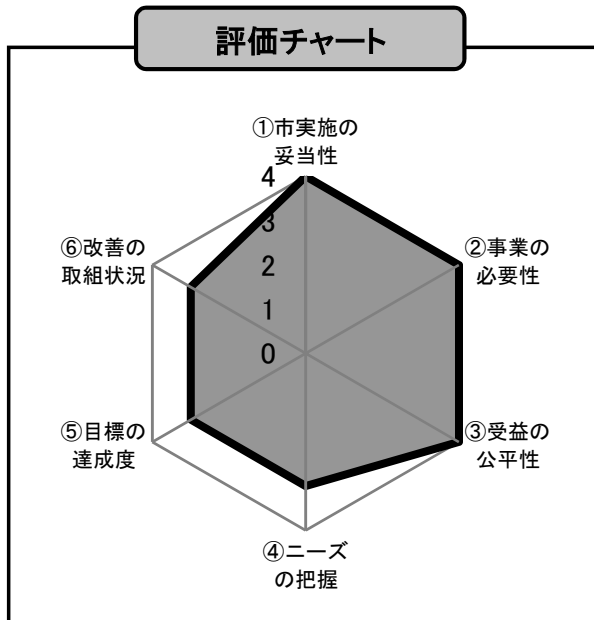 評価チャート
①市実施の
妥当性
4
3
2
1
0
②事業の
必要性
③受益の
公平性
④ニーズ
の把握
⑤目標の
達成度
⑥改善の
取組状況